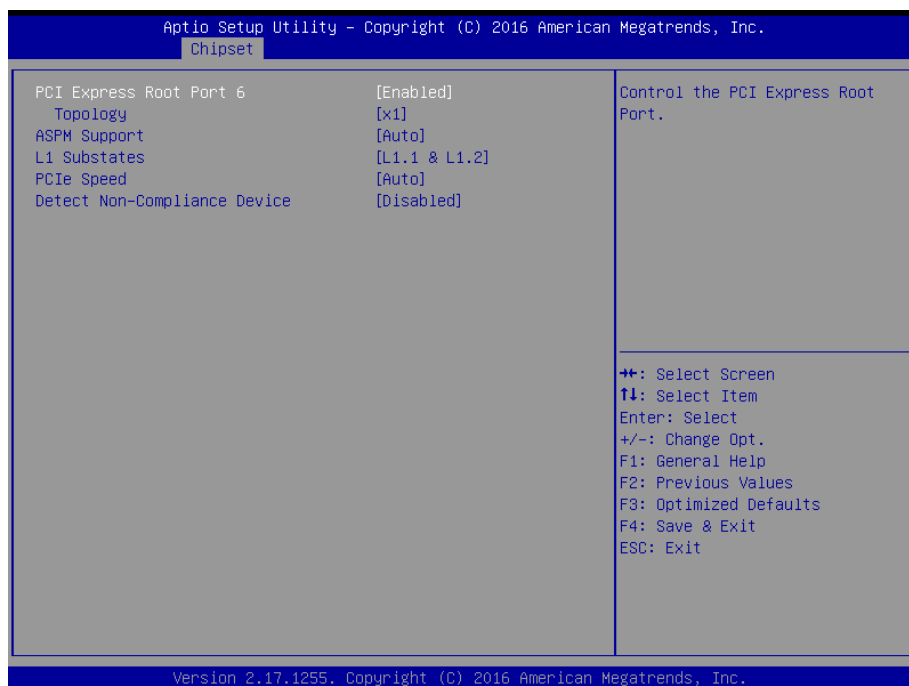 Aptio Setup Utility – Copyright (C) 2016 American Megatrends, Inc.
Chipset
PCI Express Root Port 6 [Enabled]
Topology [x1]
ASPM Support [Auto]
L1 Substates [L1.1 & L1.2]
PCIe Speed [Auto]
Detect Non-Compliance Device [Disabled]
Control the PCI Express Root
Port.
→←: Select Screen
↑↓: Select Item
Enter: Select
+/-: Change Opt.
F1: General Help
F2: Previous Values
F3: Optimized Defaults
F4: Save & Exit
ESC: Exit
Version 2.17.1255. Copyright (C) 2016 American Megatrends, Inc.